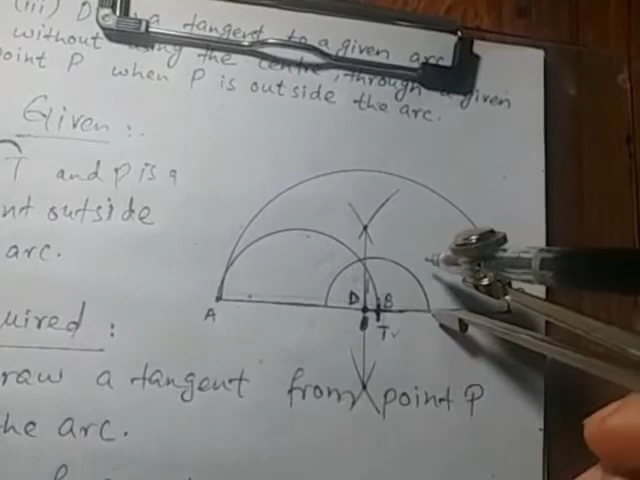 (iii) D a tangent to a given arc
without the centre, through given
point P when P is outside the arc.
Given :.
T and p is a
nt outside
arc.
A
D
B
T
uired :
raw a tangent from point P
the arc.